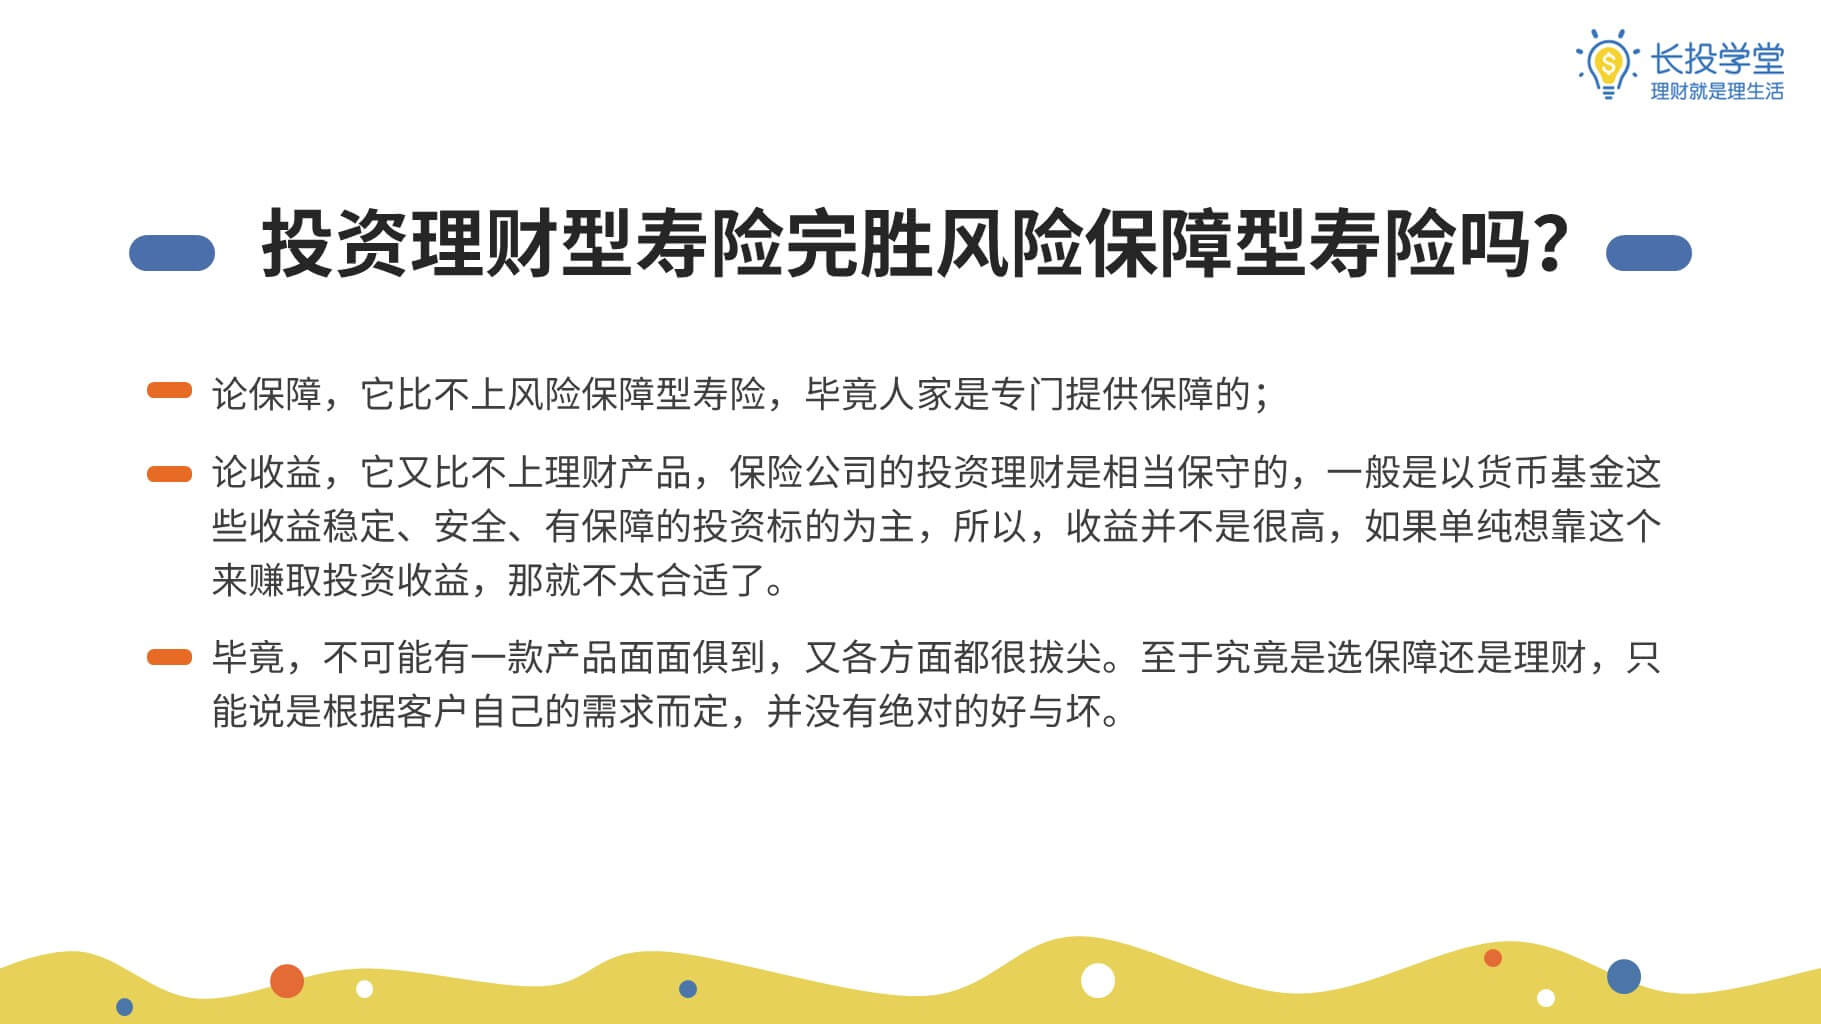 长投学堂
理财就是理生活
投资理财型寿险完胜风险保障型寿险吗?
论保障，它比不上风险保障型寿险，毕竟人家是专门提供保障的；
论收益，它又比不上理财产品，保险公司的投资理财是相当保守的，一般是以货币基金这
些收益稳定、安全、有保障的投资标的为主，所以，收益并不是很高，如果单纯想靠这个
来赚取投资收益，那就不太合适了。
毕竟，不可能有一款产品面面俱到，又各方面都很拔尖。至于究竟是选保障还是理财，只
能说是根据客户自己的需求而定，并没有绝对的好与坏。